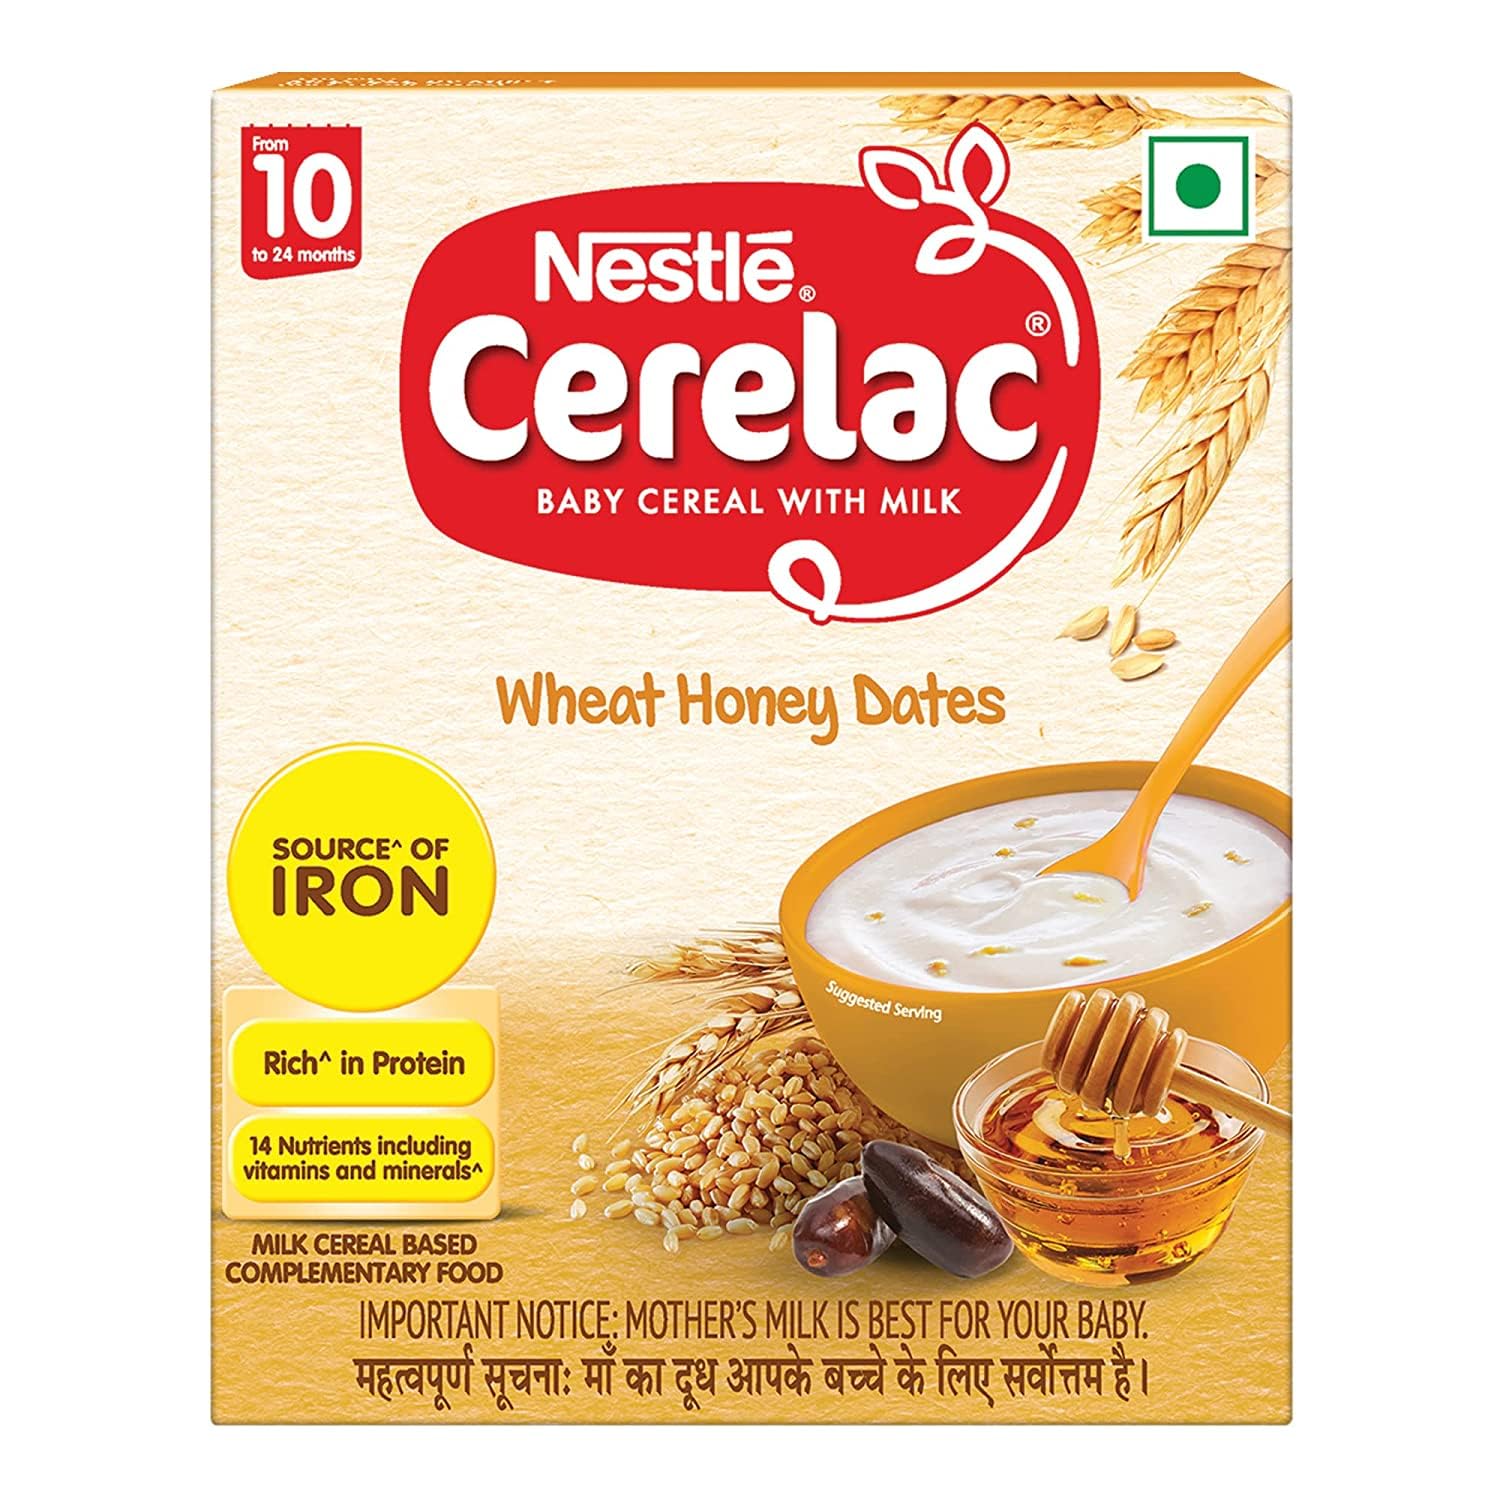 From
10
to 24 months
Nestlé®
Cerelac®
BABY CEREAL WITH MILK
Wheat Honey Dates
SOURCE^ OF
IRON
Rich^ in Protein
14 Nutrients including
vitamins and minerals^
Suggested Serving
MILK CEREAL BASED
COMPLEMENTARY FOOD
IMPORTANT NOTICE: MOTHER'S MILK IS BEST FOR YOUR BABY.
महत्वपूर्ण सूचना: माँ का दूध आपके बच्चे के लिए सर्वोत्तम है।